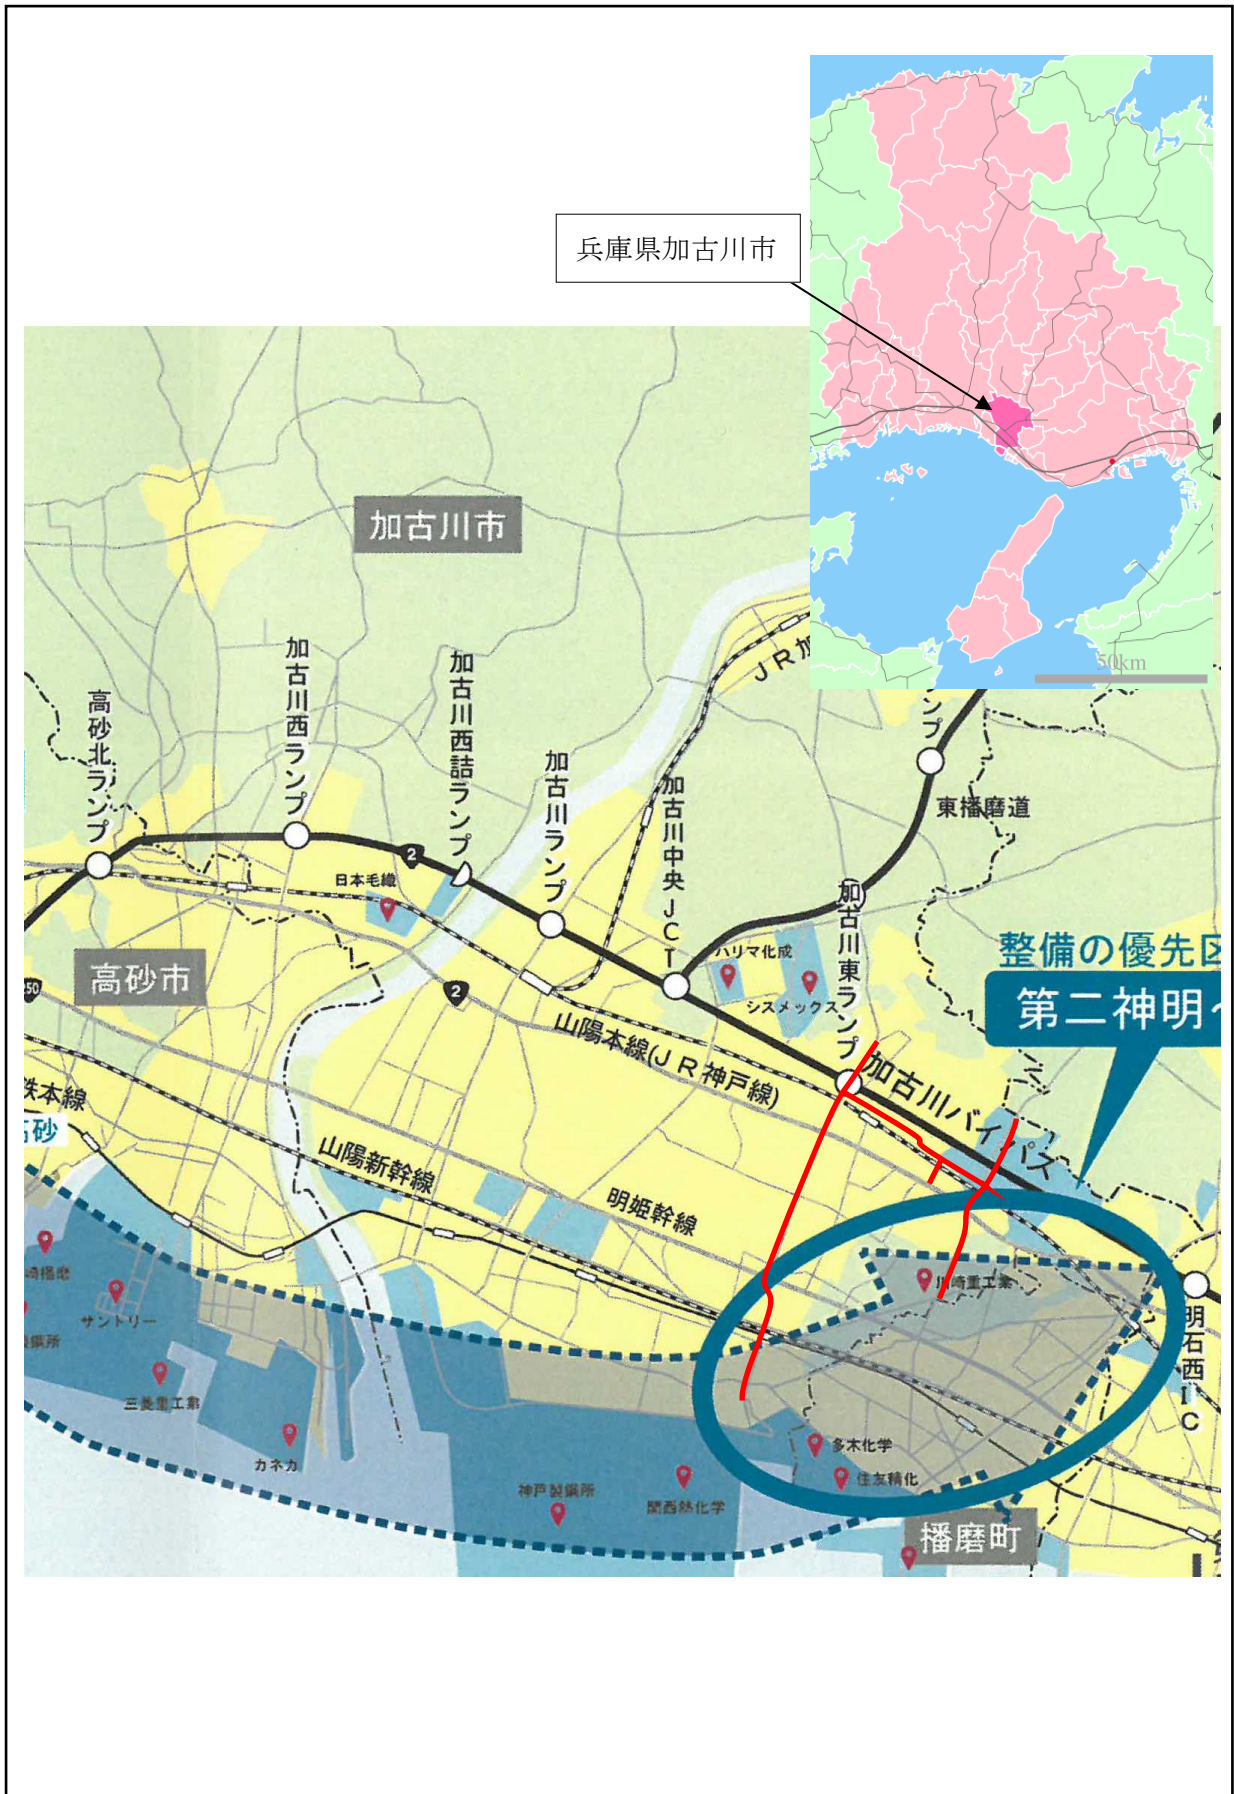 兵庫県加古川市
50km
加古川市
JR加
加古川西ランプ
加古川西詰ランプ
高砂北ランプ
加古川ランプ
加古川中央JCT
ンプ
東播磨道
2
日本毛織
加古川東ランプ
ハリマ化成
シスメックス
整備の優先区
第二神明~
高砂市
250
2
山陽本線(JR神戸線)
加古川バイパス
鉄本線
高砂
山陽新幹線
明姫幹線
崎播磨
サントリー
製鋼所
三菱重工業
カネカ
川崎重工業
明石西IC
多木化学
住友精化
神戸製鋼所
関西熱化学
播磨町